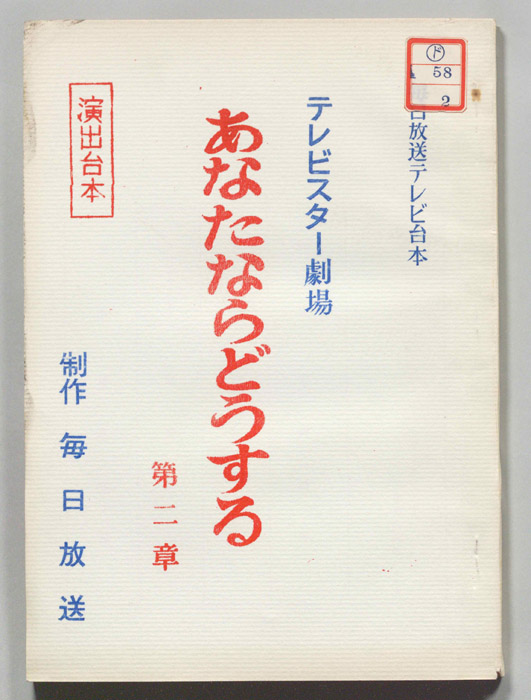 ド
58
2
日放送テレビ台本
テレビスター劇場
あなたならどうする
第二章
演出台本
制作 毎日放送